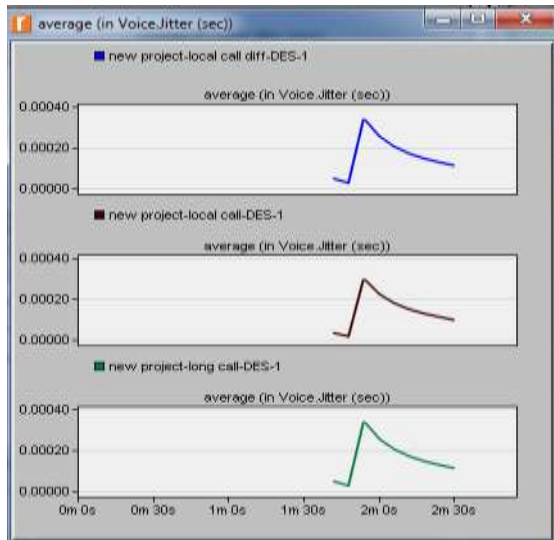 average (in Voice.Jitter (sec))
new project-local call diff-DES-1
average (in Voice.Jitter (sec))
0.00040
0.00020
0.00000
new project-local call-DES-1
average (in Voice.Jitter (sec))
0.00040
0.00020
0.00000
new project-long call-DES-1
average (in Voice.Jitter (sec))
0.00040
0.00020
0.00000
0m 0s 0m 30s 1m 0s 1m 30s 2m 0s 2m 30s